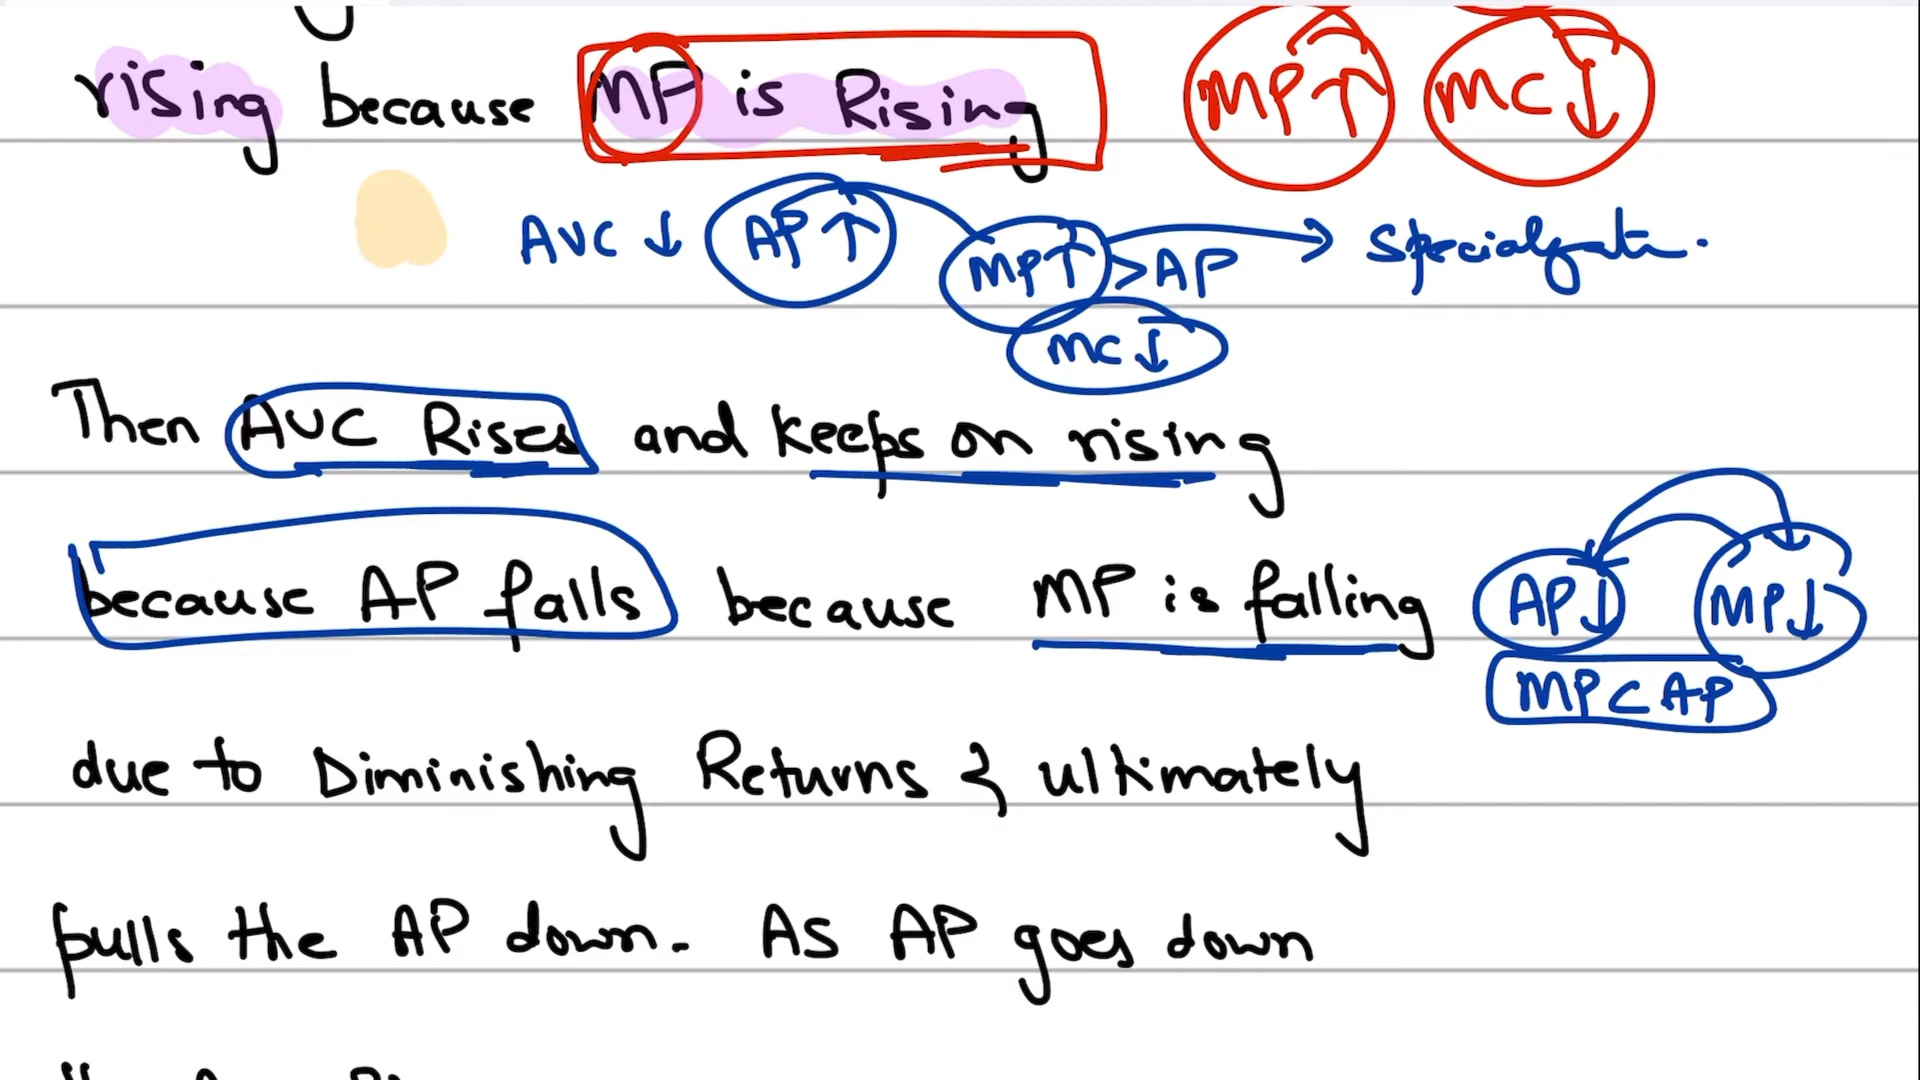 rising because MP is Rising MP↑ MC↓
AVC ↓ AP↑ MP↑ >AP →
MC↓
Then AVC Rises and keeps on rising
because AP falls because MP is falling AP↓ MP↓
MP < AP
due to Diminishing Returns & ultimately
pulls the AP down. As AP goes down